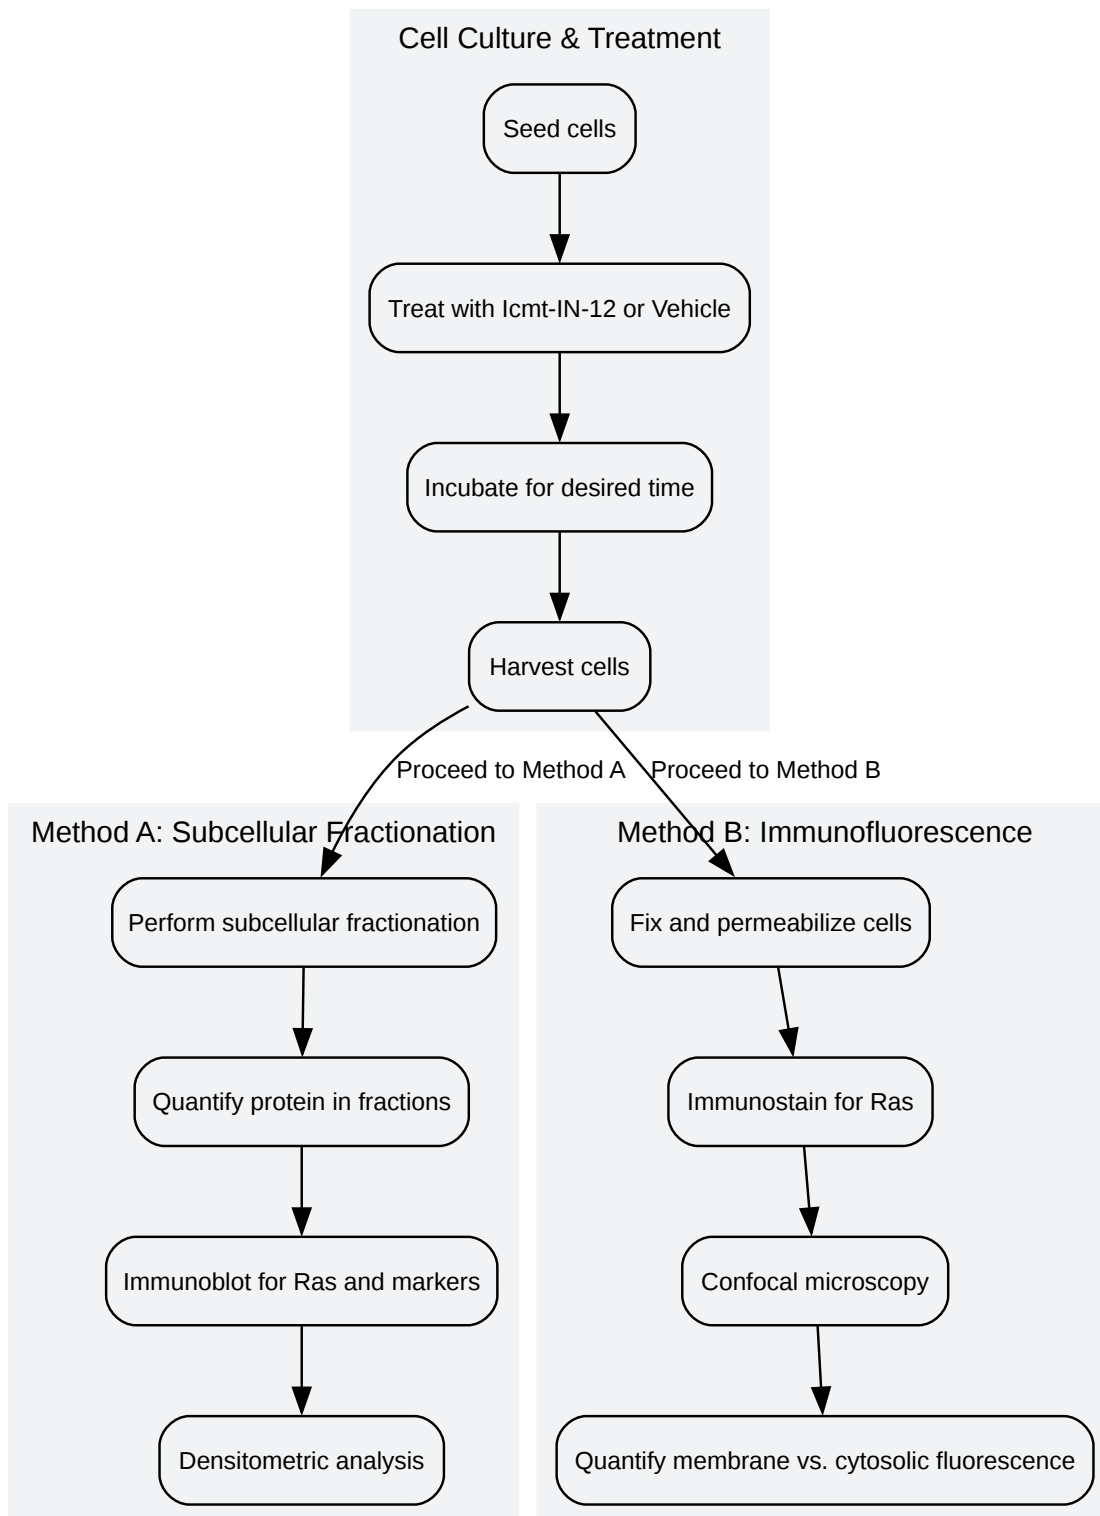 Cell Culture & Treatment
Seed cells
Treat with Icmt-IN-12 or Vehicle
Incubate for desired time
Harvest cells
Proceed to Method A
Proceed to Method B
Method A: Subcellular Fractionation
Perform subcellular fractionation
Quantify protein in fractions
Immunoblot for Ras and markers
Densitometric analysis
Method B: Immunofluorescence
Fix and permeabilize cells
Immunostain for Ras
Confocal microscopy
Quantify membrane vs. cytosolic fluorescence